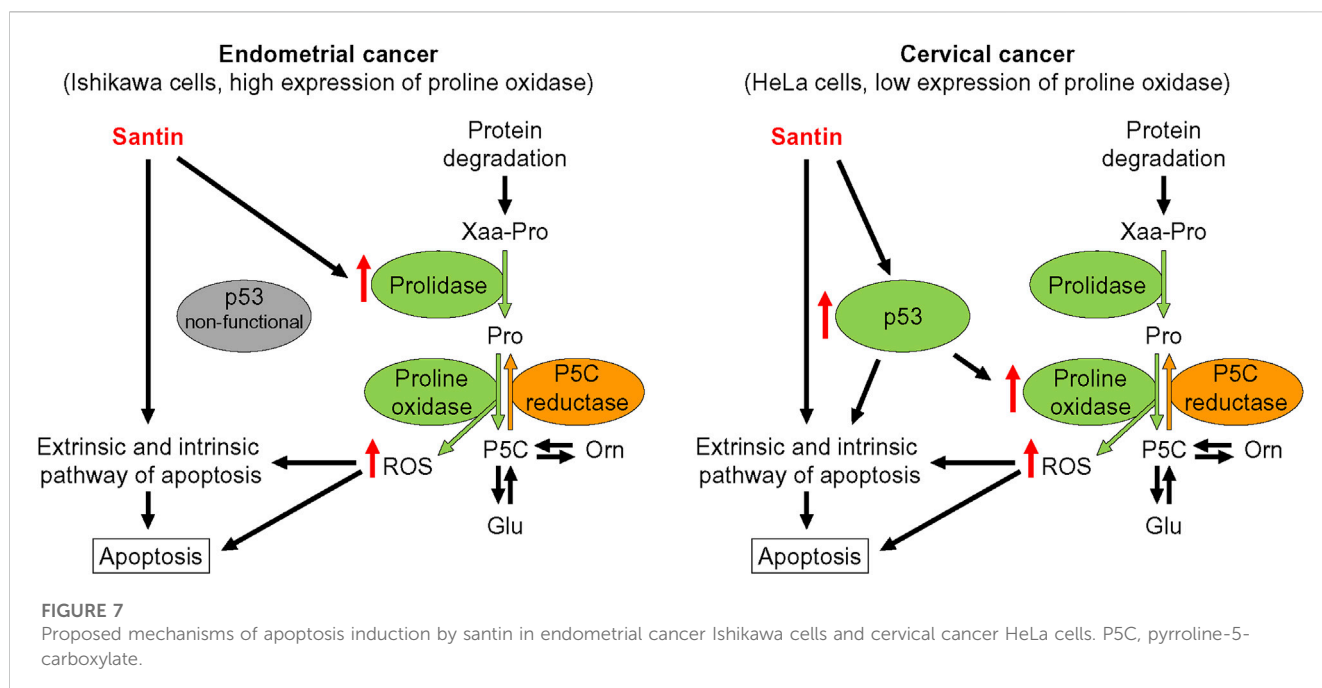 Endometrial cancer
(Ishikawa cells, high expression of proline oxidase)
Santin
Protein
degradation
Xaa-Pro
Prolidase
p53
non-functional
Pro
Proline
oxidase
P5C
reductase
Extrinsic and intrinsic
pathway of apoptosis
ROS
P5C
Orn
Glu
Apoptosis
Cervical cancer
(HeLa cells, low expression of proline oxidase)
Santin
Protein
degradation
Xaa-Pro
Prolidase
p53
Pro
Proline
oxidase
P5C
reductase
Extrinsic and intrinsic
pathway of apoptosis
ROS
P5C
Orn
Glu
Apoptosis
FIGURE 7
Proposed mechanisms of apoptosis induction by santin in endometrial cancer Ishikawa cells and cervical cancer HeLa cells. P5C, pyrroline-5-
carboxylate.